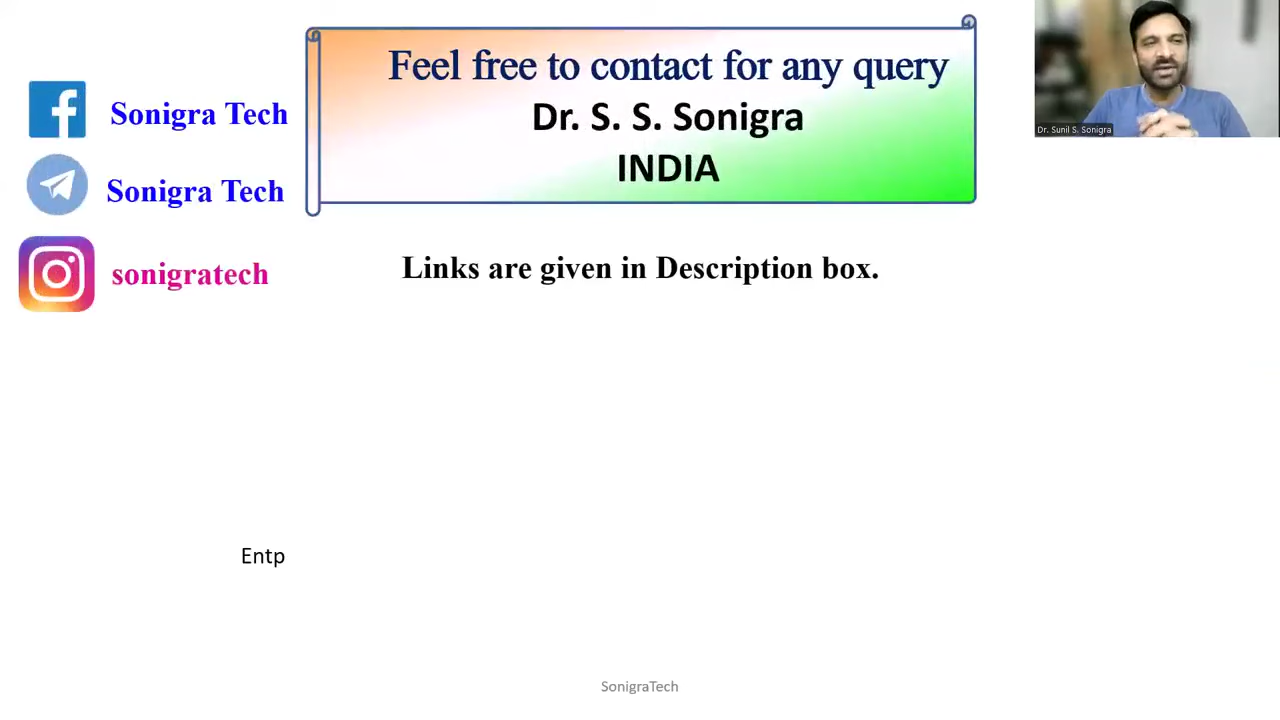 Feel free to contact for any query
Dr. S. S. Sonigra
INDIA
Dr. Sunil S. Sonigra
Sonigra Tech
Sonigra Tech
sonigratech
Links are given in Description box.
Entp
SonigraTech